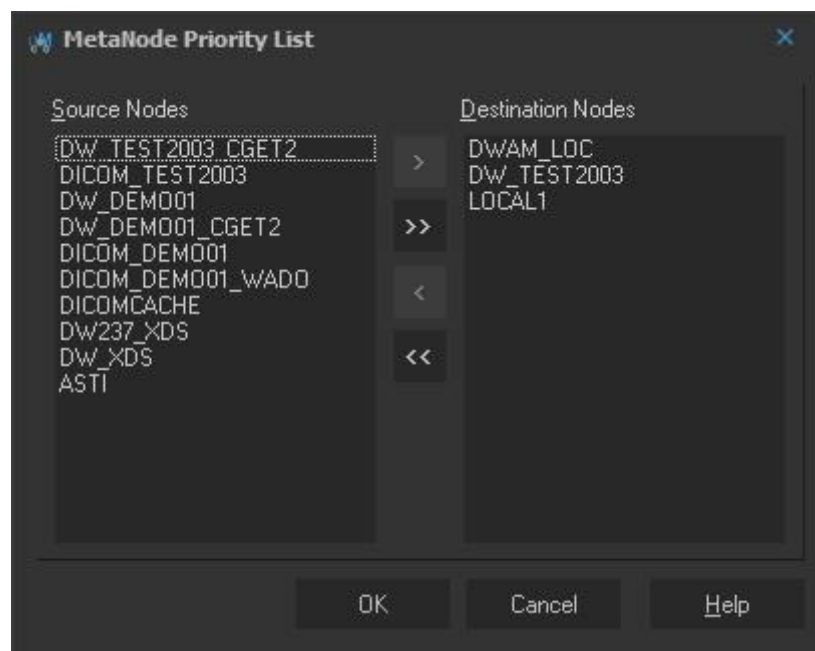 MetaNode Priority List
Source Nodes
DW_TEST2003_CGET2
DICOM_TEST2003
DW_DEMO01
DW_DEMO01_CGET2
DICOM_DEMO01
DICOM_DEMO01_WADO
DICOMCACHE
DW237_XDS
DW_XDS
ASTI
>
>>
<
<<
Destination Nodes
DWAM_LOC
DW_TEST2003
LOCAL1
OK
Cancel
Help